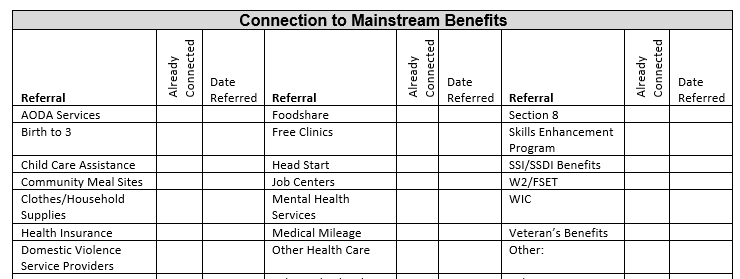 Connection to Mainstream Benefits
Referral Already Connected Date Referred Referral Already Connected Date Referred Referral Already Connected Date Referred
AODA Services Foodshare Section 8
Birth to 3 Free Clinics Skills Enhancement Program
Child Care Assistance Head Start SSI/SSDI Benefits
Community Meal Sites Job Centers W2/FSET
Clothes/Household Supplies Mental Health Services WIC
Health Insurance Medical Mileage Veteran's Benefits
Domestic Violence Service Providers Other Health Care Other: